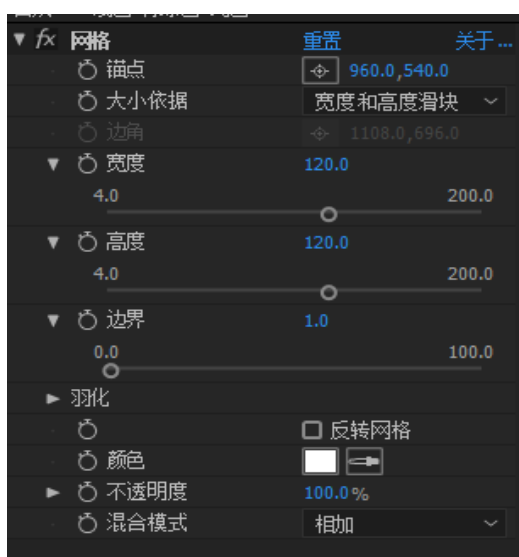 fx 网格 重置 关于...
锚点 960.0,540.0
大小依据 宽度和高度滑块
边角 1108.0,696.0
宽度 120.0
4.0 200.0
高度 120.0
4.0 200.0
边界 1.0
0.0 100.0
羽化
反转网格
颜色
不透明度 100.0%
混合模式 相加